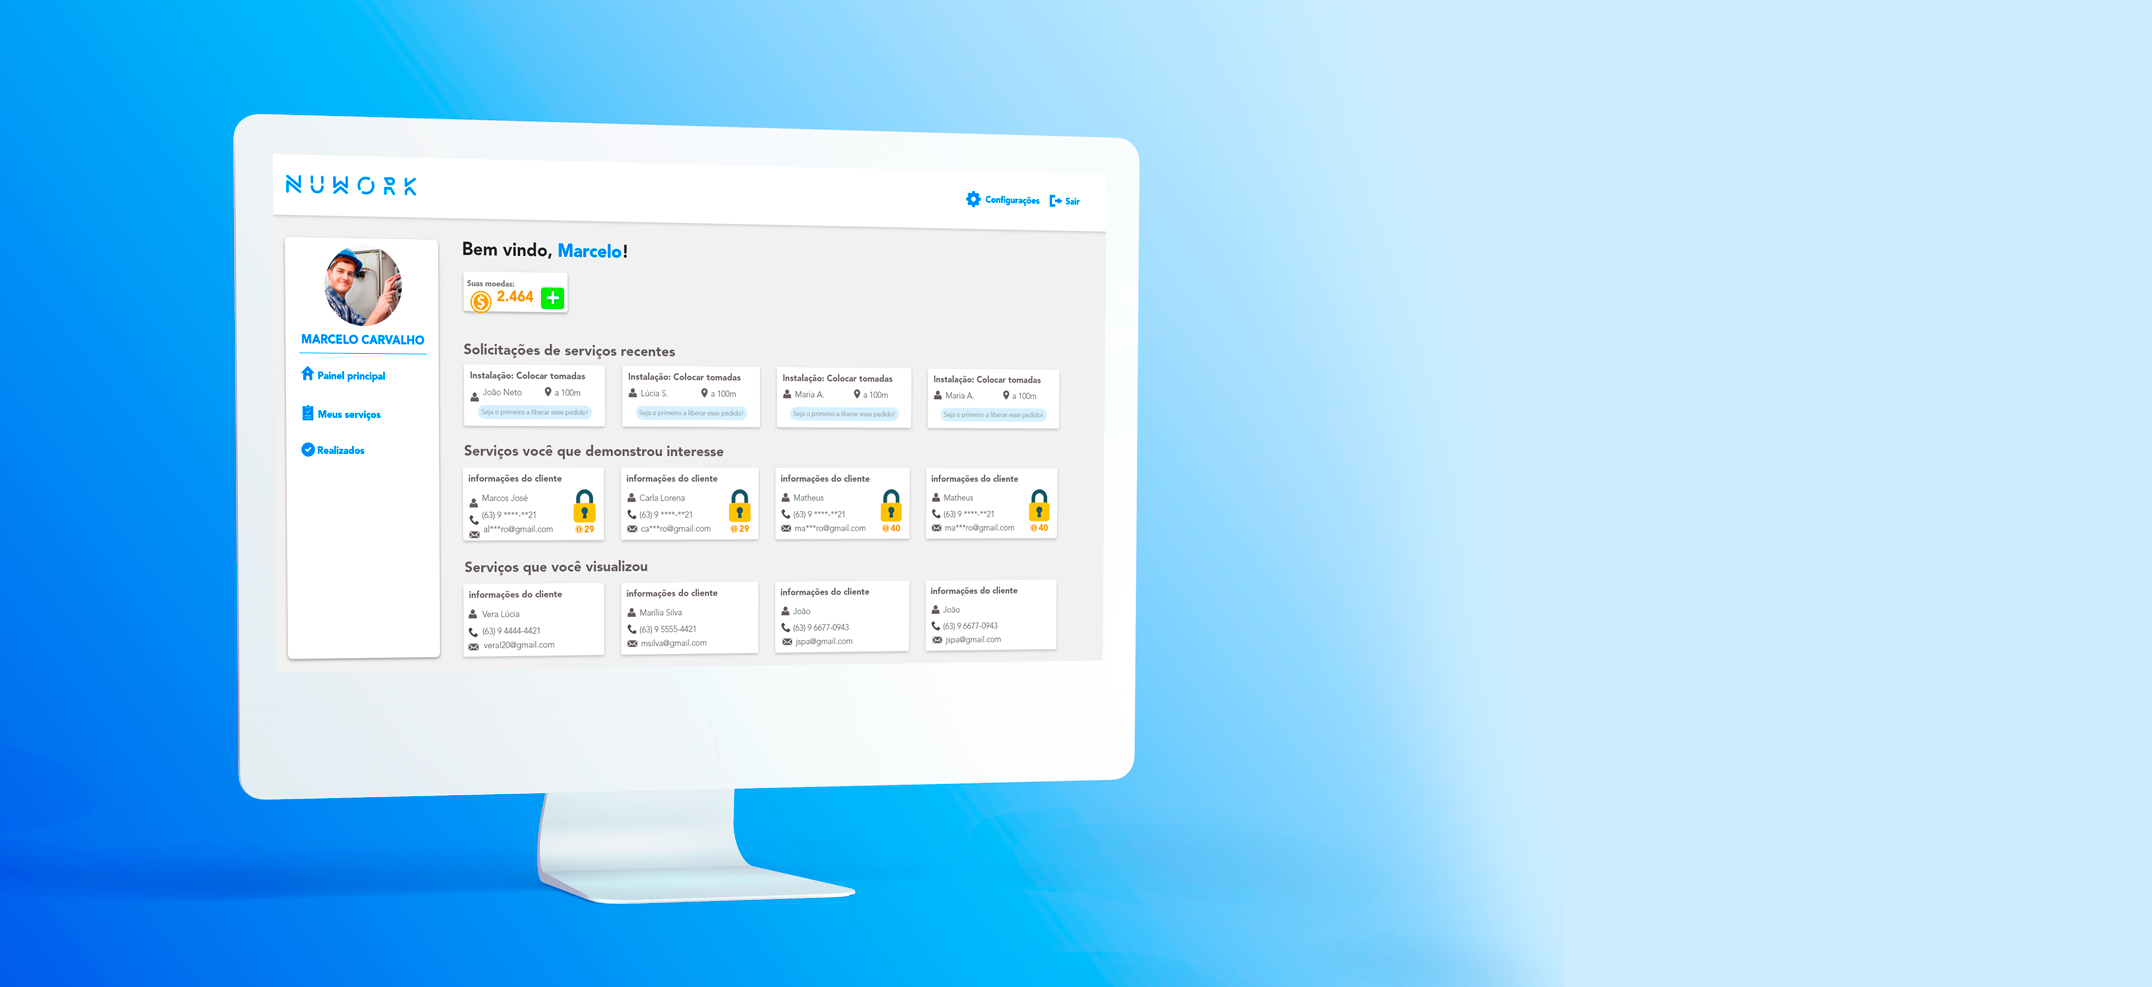 NUWORK
Configurações Sair
MARCELO CARVALHO
Painel principal
Meus serviços
Realizados
Bem vindo, Marcelo!
Suas moedas:
2.464
Solicitações de serviços recentes
Instalação: Colocar tomadas
João Neto a 100m
Seja o primeiro a liberar esse pedido!
Instalação: Colocar tomadas
Lúcia S. a 100m
Seja o primeiro a liberar esse pedido!
Instalação: Colocar tomadas
Maria A. a 100m
Seja o primeiro a liberar esse pedido!
Instalação: Colocar tomadas
Maria A. a 100m
Seja o primeiro a liberar esse pedido!
Serviços você que demonstrou interesse
informações do cliente
Marcos José
(63) 9 ****-**21
al***ro@gmail.com
29
informações do cliente
Carla Lorena
(63) 9 ****-**21
ca***ro@gmail.com
29
informações do cliente
Matheus
(63) 9 ****-**21
ma***ro@gmail.com
40
informações do cliente
Matheus
(63) 9 ****-**21
ma***ro@gmail.com
40
Serviços que você visualizou
informações do cliente
Vera Lúcia
(63) 9 4444-4421
veral20@gmail.com
informações do cliente
Marília Silva
(63) 9 5555-4421
msilva@gmail.com
informações do cliente
João
(63) 9 6677-0943
jspa@gmail.com
informações do cliente
João
(63) 9 6677-0943
jspa@gmail.com